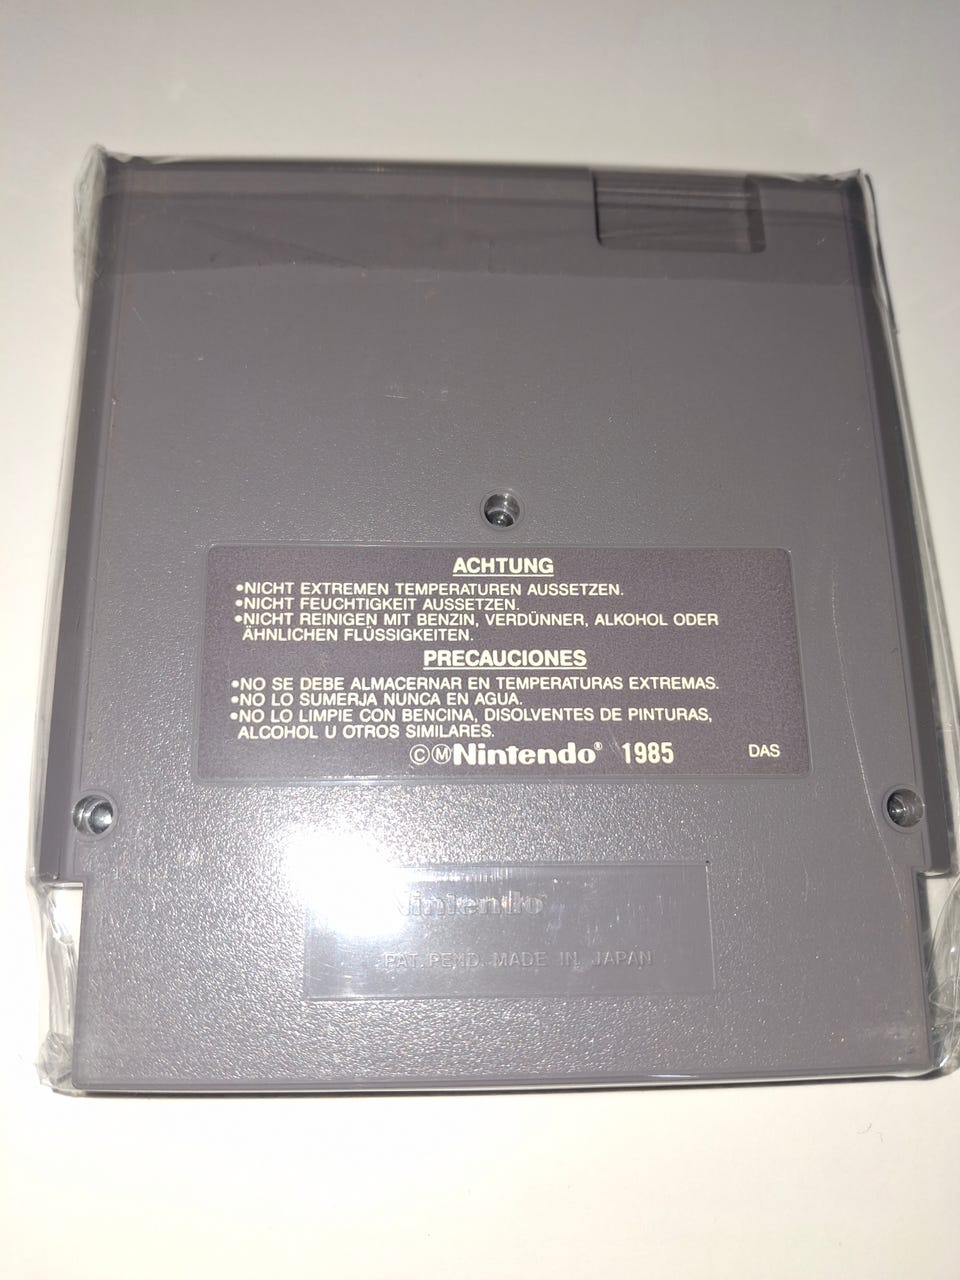 ACHTUNG
•NICHT EXTREMEN TEMPERATUREN AUSSETZEN.
•NICHT FEUCHTIGKEIT AUSSETZEN.
•NICHT REINIGEN MIT BENZIN, VERDÜNNER, ALKOHOL ODER
ÄHNLICHEN FLÜSSIGKEITEN.
PRECAUCIONES
•NO SE DEBE ALMACERNAR EN TEMPERATURAS EXTREMAS.
•NO LO SUMERJA NUNCA EN AGUA.
•NO LO LIMPIE CON BENCINA, DISOLVENTES DE PINTURAS,
ALCOHOL U OTROS SIMILARES.
©ⓂNintendo® 1985 DAS
Nintendo
PAT. PEND. MADE IN JAPAN